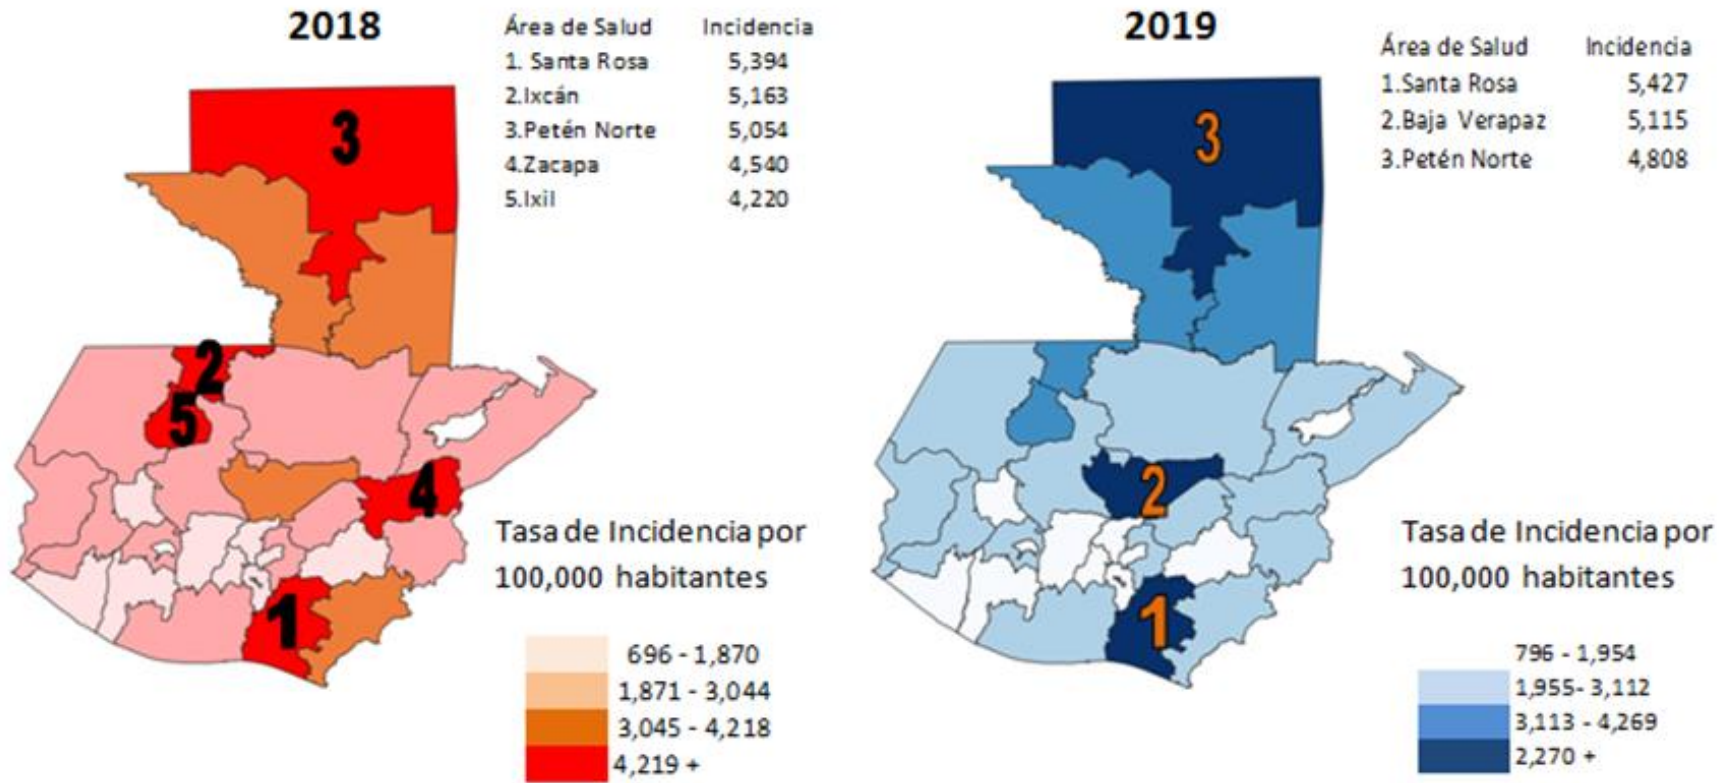 2018
Área de Salud Incidencia
1. Santa Rosa 5,394
2.Ixcán 5,163
3.Petén Norte 5,054
4.Zacapa 4,540
5.Ixil 4,220
3
2
5
4
1
Tasa de Incidencia por
100,000 habitantes
696 - 1,870
1,871 - 3,044
3,045 - 4,218
4,219 +
2019
Área de Salud Incidencia
1.Santa Rosa 5,427
2.Baja Verapaz 5,115
3.Petén Norte 4,808
3
2
1
Tasa de Incidencia por
100,000 habitantes
796 - 1,954
1,955- 3,112
3,113 - 4,269
2,270 +